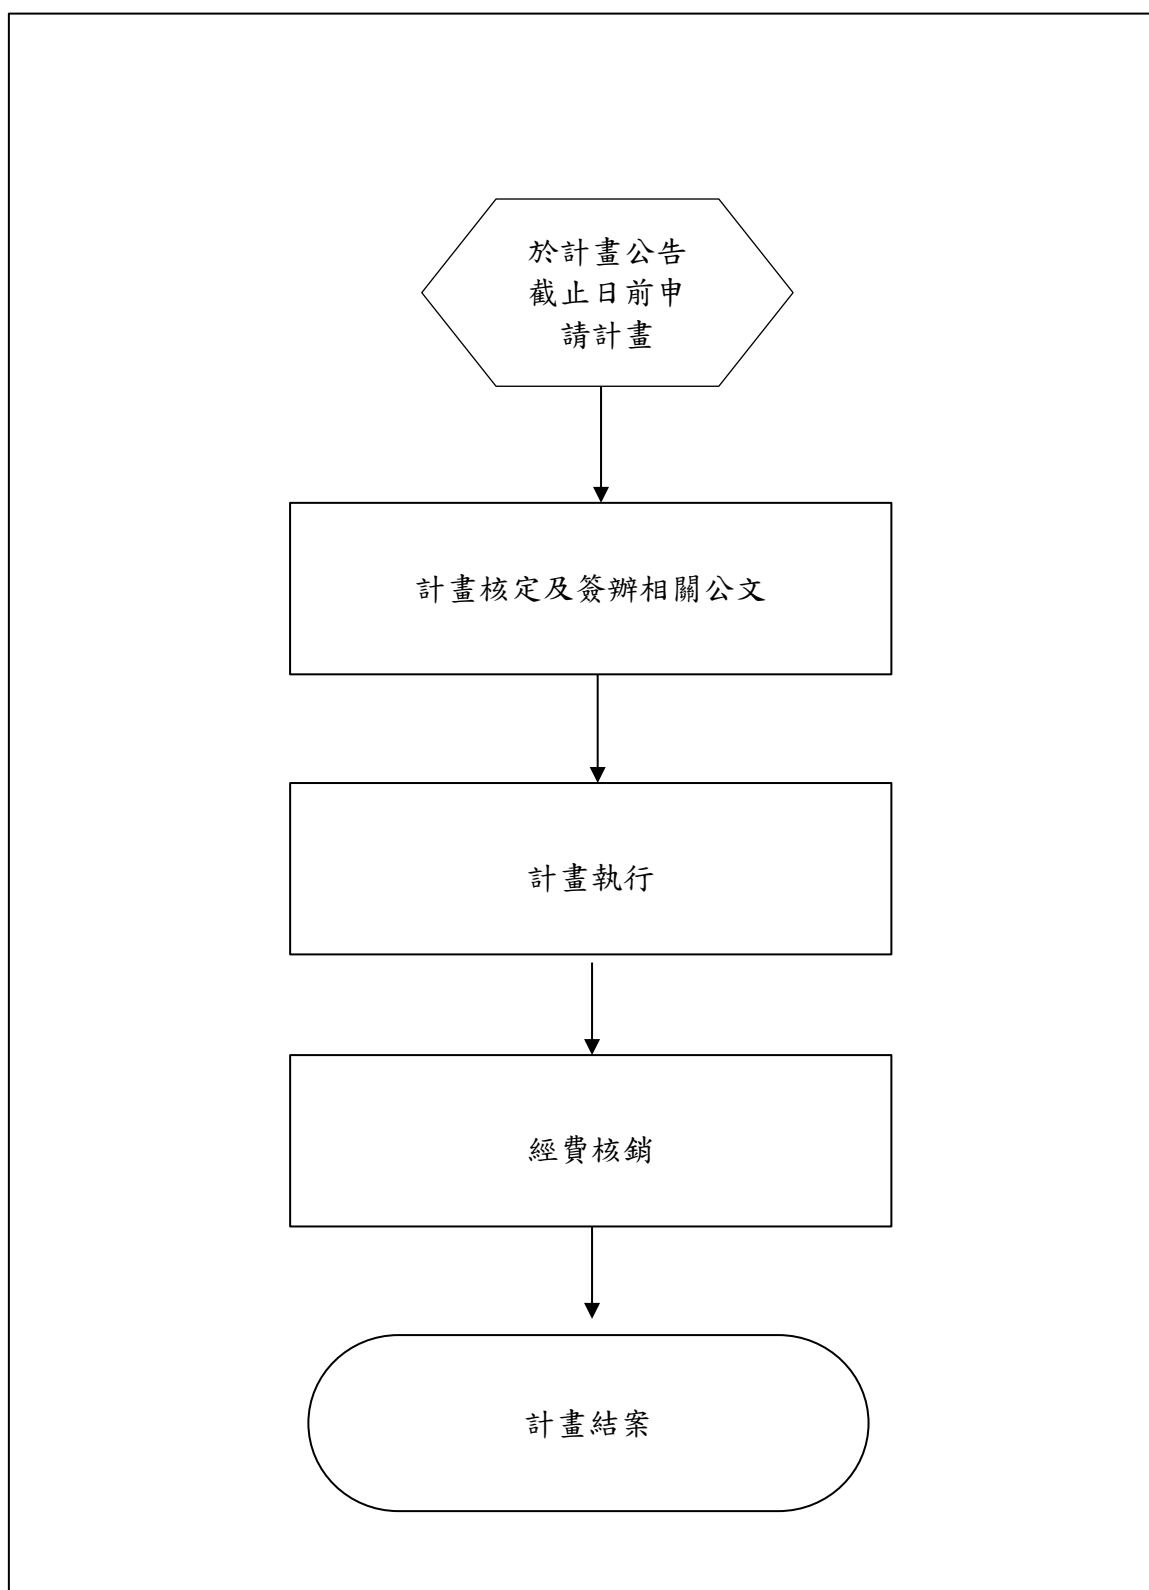 於計畫公告
截止日前申
請計畫
計畫核定及簽辦相關公文
計畫執行
經費核銷
計畫結案